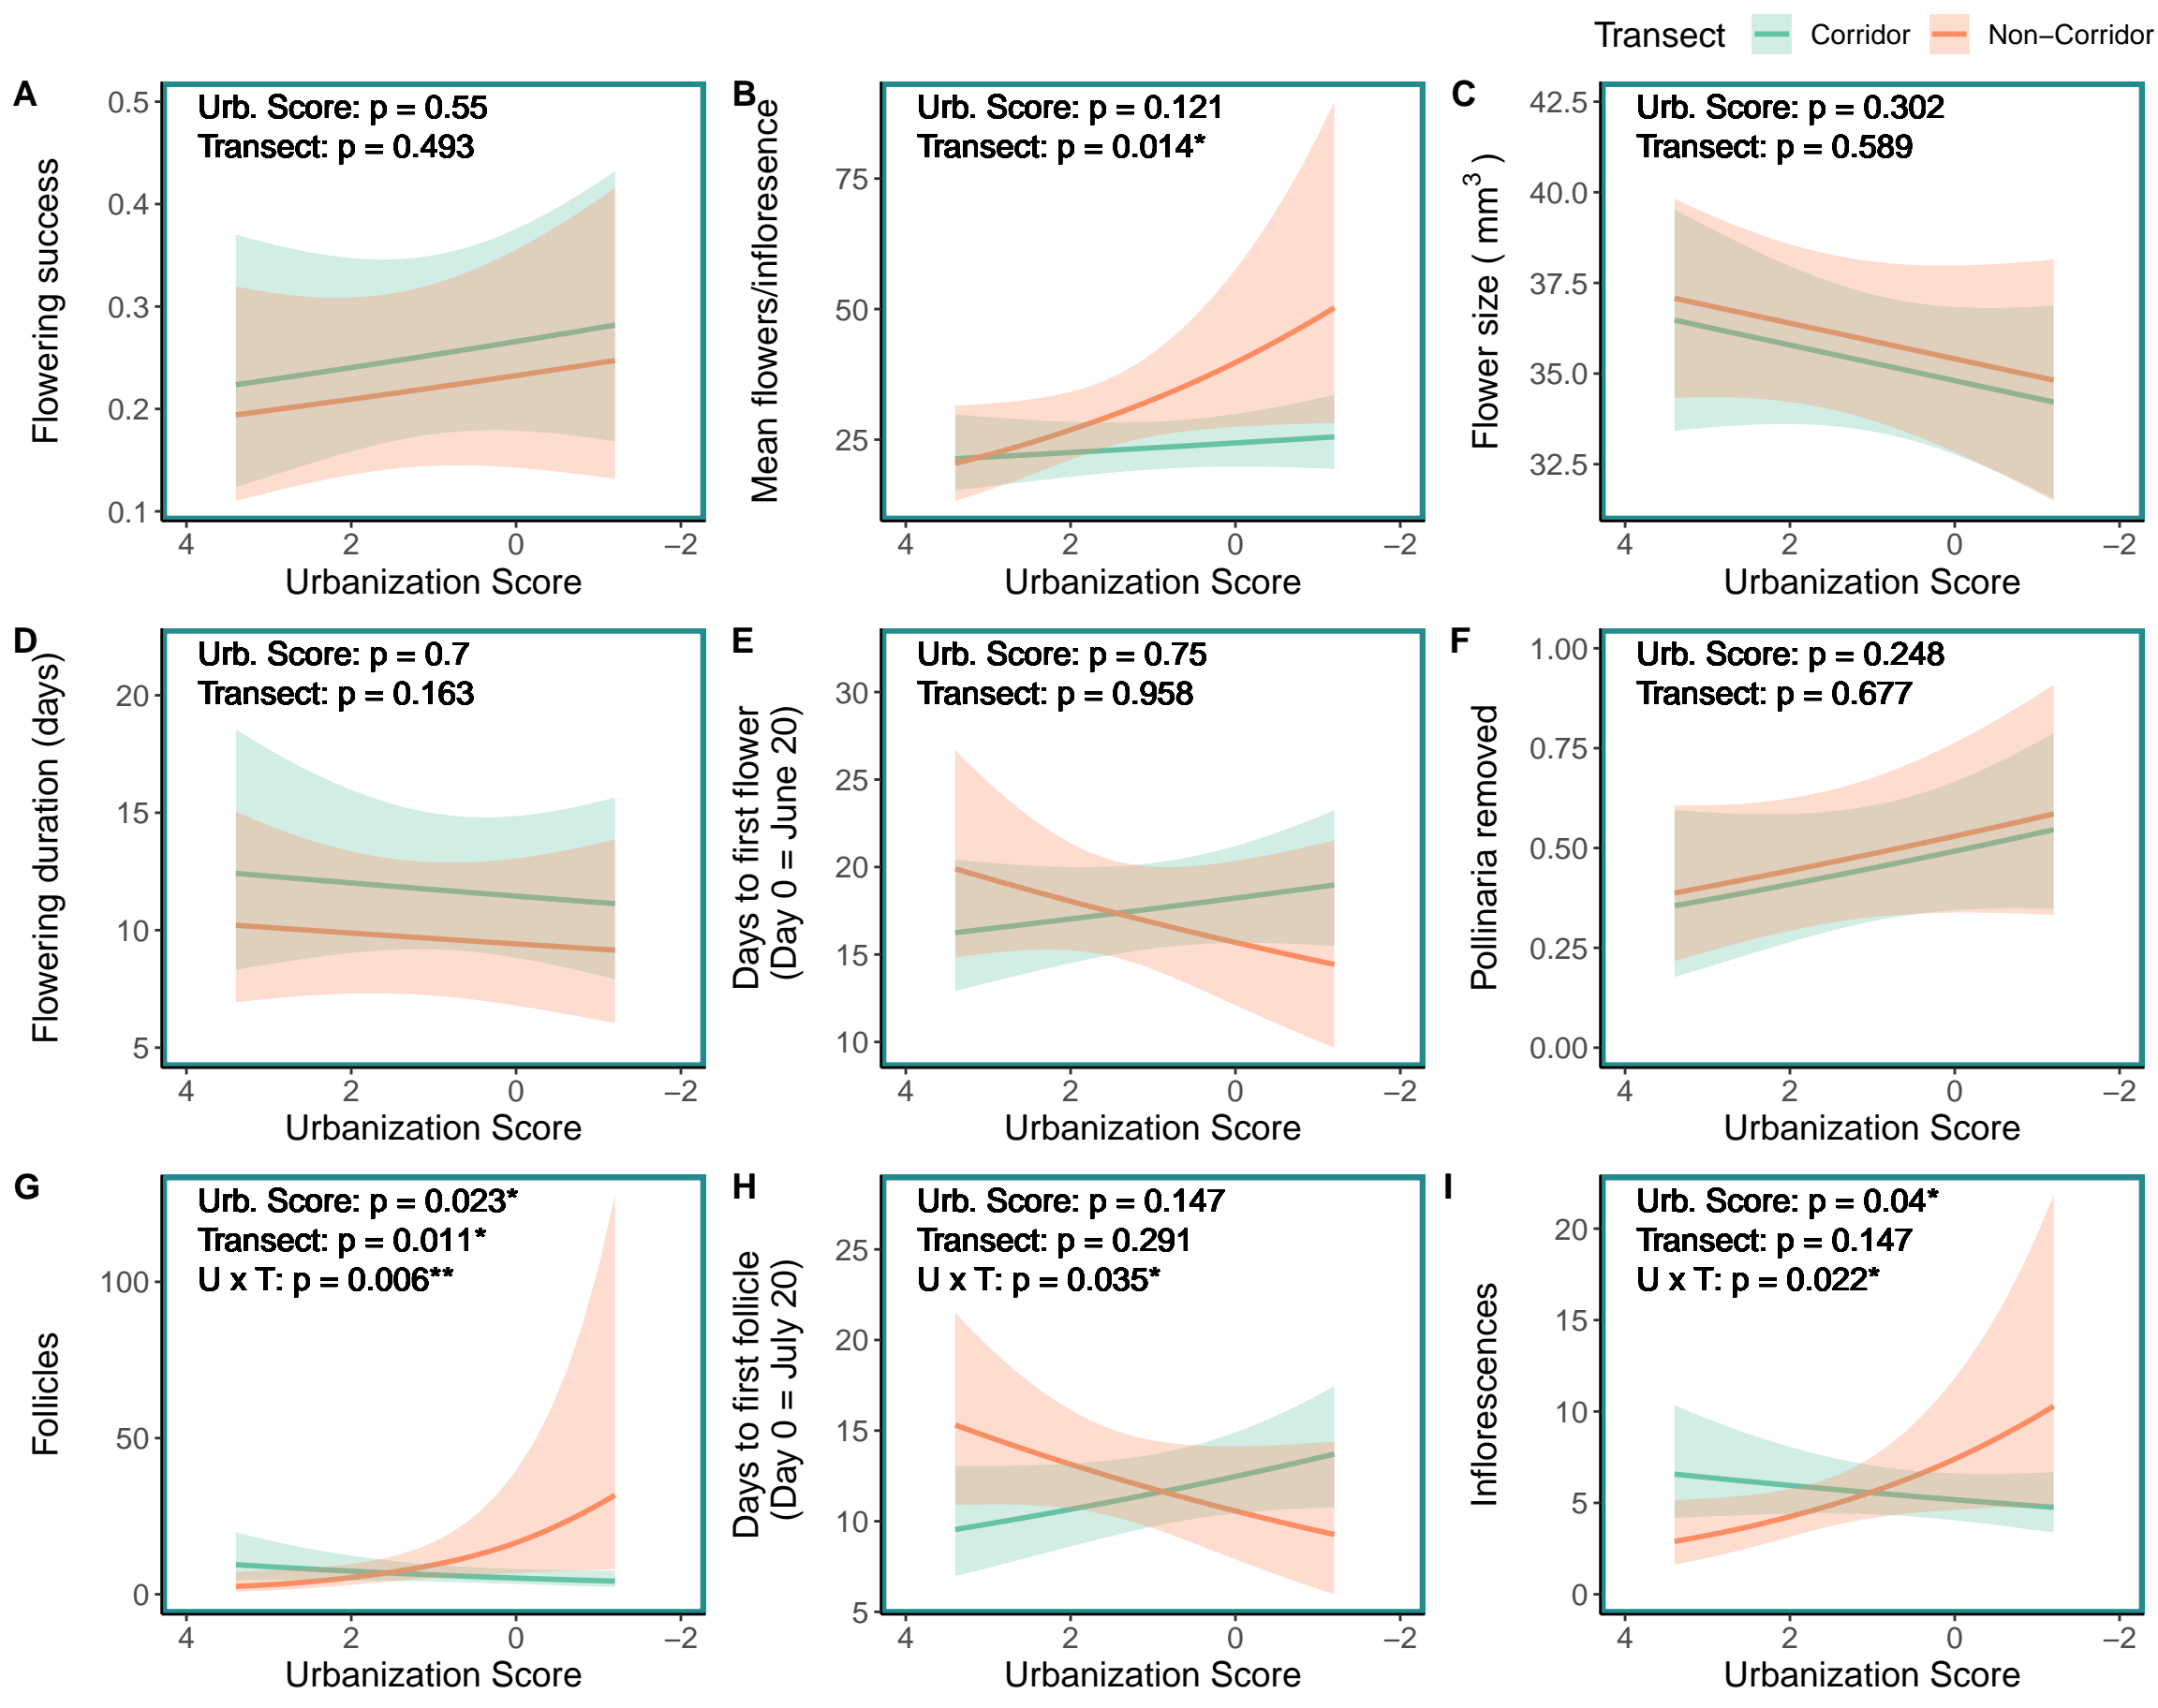 Transect Corridor Non−Corridor
A
Urb. Score: p = 0.55
Transect: p = 0.493
0.5
0.4
0.3
0.2
0.1
Flowering success
4 2 0 −2
Urbanization Score
B
Urb. Score: p = 0.121
Transect: p = 0.014*
75
50
25
Mean flowers/infloresence
4 2 0 −2
Urbanization Score
C
Urb. Score: p = 0.302
Transect: p = 0.589
42.5
40.0
37.5
35.0
32.5
Flower size ( mm³ )
4 2 0 −2
Urbanization Score
D
Urb. Score: p = 0.7
Transect: p = 0.163
20
15
10
5
Flowering duration (days)
4 2 0 −2
Urbanization Score
E
Urb. Score: p = 0.75
Transect: p = 0.958
30
25
20
15
10
Days to first flower
(Day 0 = June 20)
4 2 0 −2
Urbanization Score
F
Urb. Score: p = 0.248
Transect: p = 0.677
1.00
0.75
0.50
0.25
0.00
Pollinaria removed
4 2 0 −2
Urbanization Score
G
Urb. Score: p = 0.023*
Transect: p = 0.011*
U x T: p = 0.006**
100
50
0
Follicles
4 2 0 −2
Urbanization Score
H
Urb. Score: p = 0.147
Transect: p = 0.291
U x T: p = 0.035*
25
20
15
10
5
Days to first follicle
(Day 0 = July 20)
4 2 0 −2
Urbanization Score
I
Urb. Score: p = 0.04*
Transect: p = 0.147
U x T: p = 0.022*
20
15
10
5
0
Inflorescences
4 2 0 −2
Urbanization Score